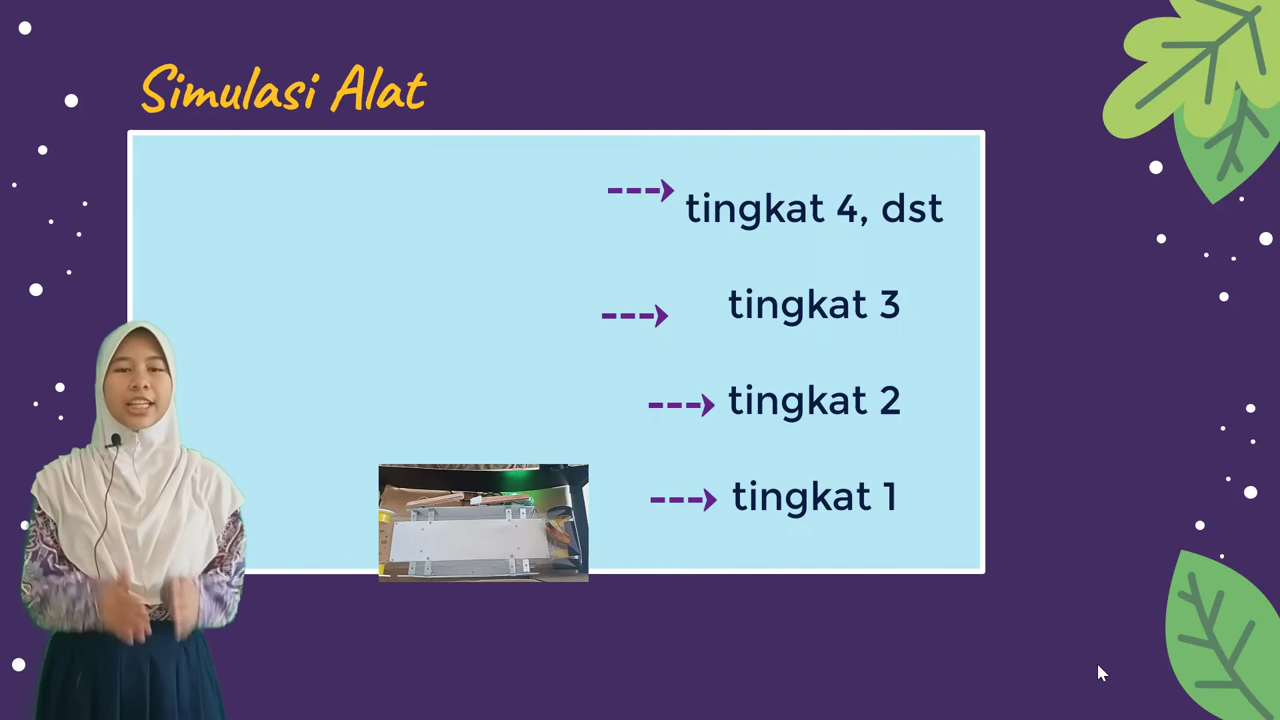 Simulasi Alat
tingkat 4, dst
tingkat 3
tingkat 2
tingkat 1